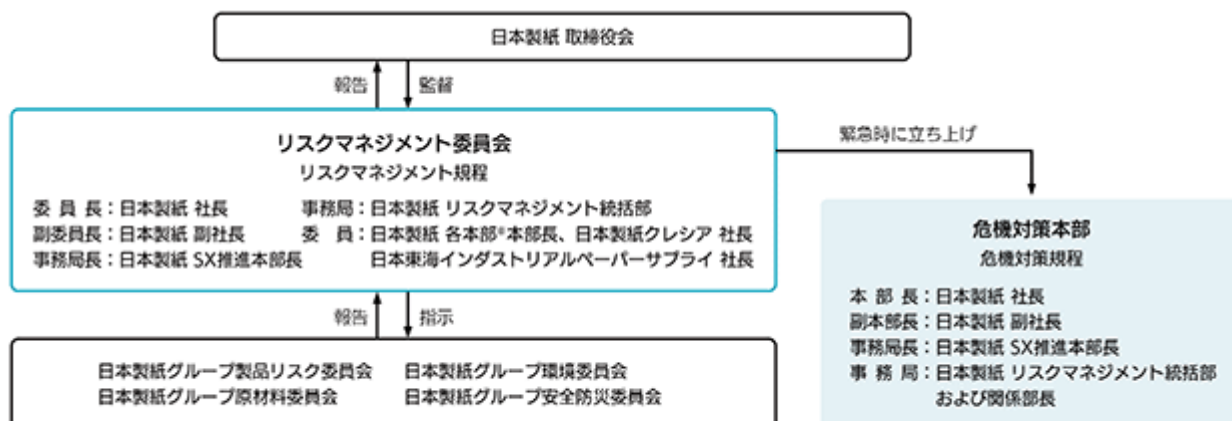 日本製紙 取締役会
報告
監督
リスクマネジメント委員会
リスクマネジメント規程
委員長：日本製紙 社長
副委員長：日本製紙 副社長
事務局長：日本製紙 SX推進本部長
事務局：日本製紙 リスクマネジメント統括部
委員：日本製紙 各本部※本部長、日本製紙クレシア 社長
日本東海インダストリアルペーパーサプライ 社長
緊急時に立ち上げ
危機対策本部
危機対策規程
本部長：日本製紙 社長
副本部長：日本製紙 副社長
事務局長：日本製紙 SX推進本部長
事務局：日本製紙 リスクマネジメント統括部
および関係部長
報告
指示
日本製紙グループ製品リスク委員会
日本製紙グループ環境委員会
日本製紙グループ原材料委員会
日本製紙グループ安全防災委員会